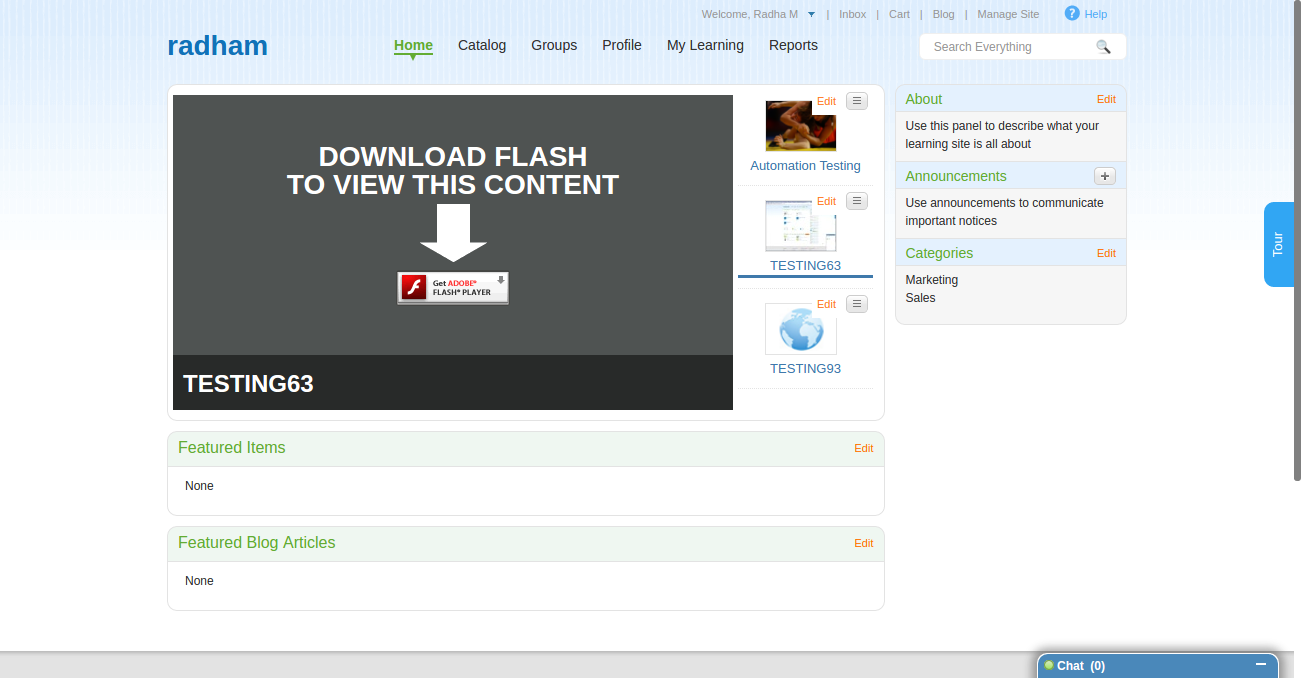 Welcome, Radha M | Inbox | Cart | Blog | Manage Site ? Help
radham
Home Catalog Groups Profile My Learning Reports
Search Everything
DOWNLOAD FLASH
TO VIEW THIS CONTENT
Get ADOBE®
FLASH® PLAYER
TESTING63
Edit
Automation Testing
Edit
TESTING63
Edit
TESTING93
About Edit
Use this panel to describe what your
learning site is all about
Announcements +
Use announcements to communicate
important notices
Categories Edit
Marketing
Sales
Tour
Featured Items Edit
None
Featured Blog Articles Edit
None
Chat (0)